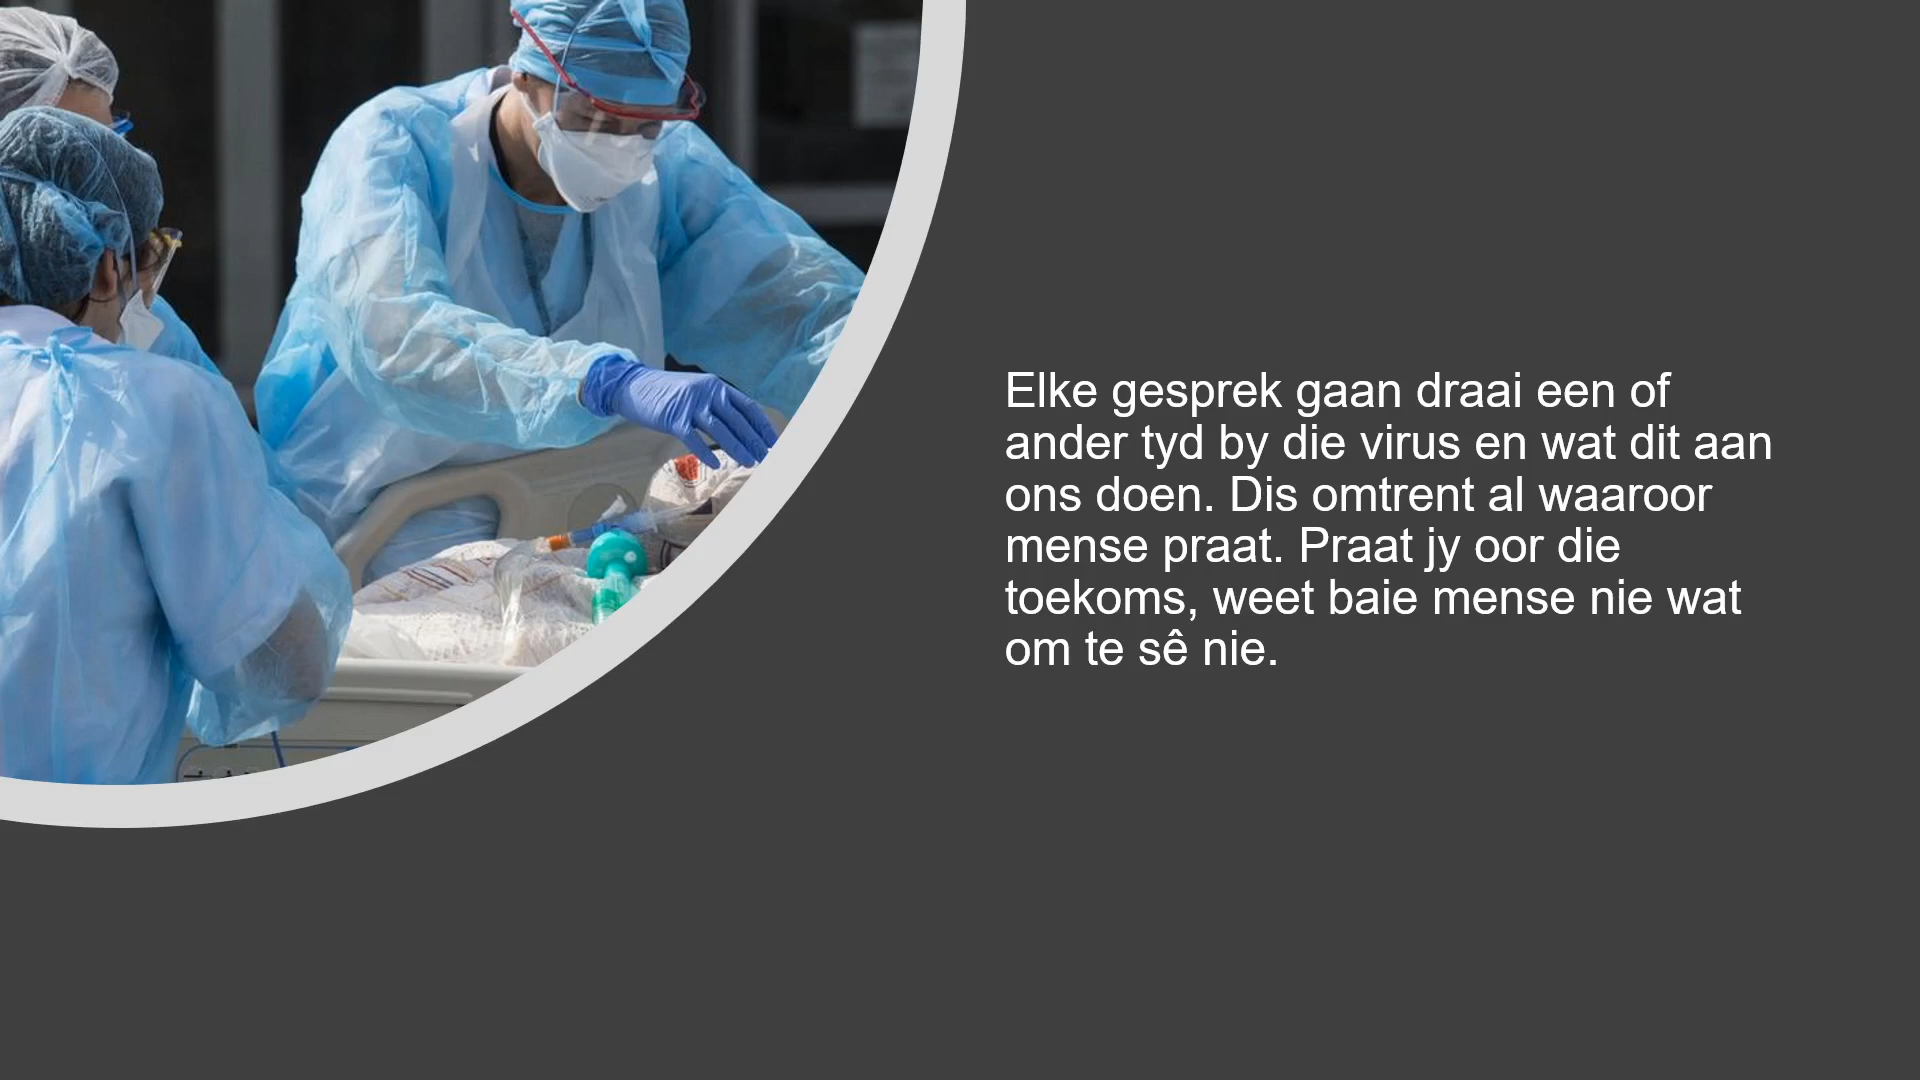 Elke gesprek gaan draai een of
ander tyd by die virus en wat dit aan
ons doen. Dis omtrent al waaroor
mense praat. Praat jy oor die
toekoms, weet baie mense nie wat
om te sê nie.